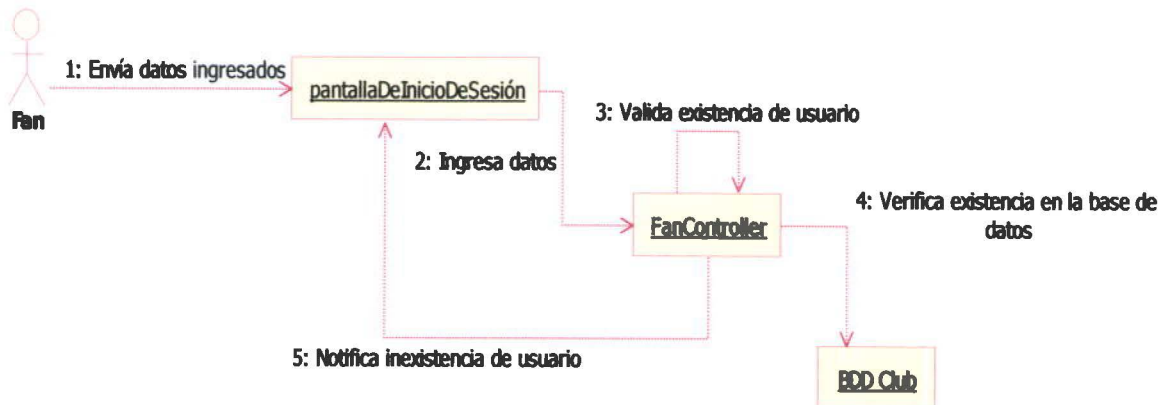 1: Envía datos ingresados
pantallaDeInicioDeSesión
Fan
3: Valida existencia de usuario
2: Ingresa datos
4: Verifica existencia en la base de
datos
FanController
5: Notifica inexistencia de usuario
BDD Club